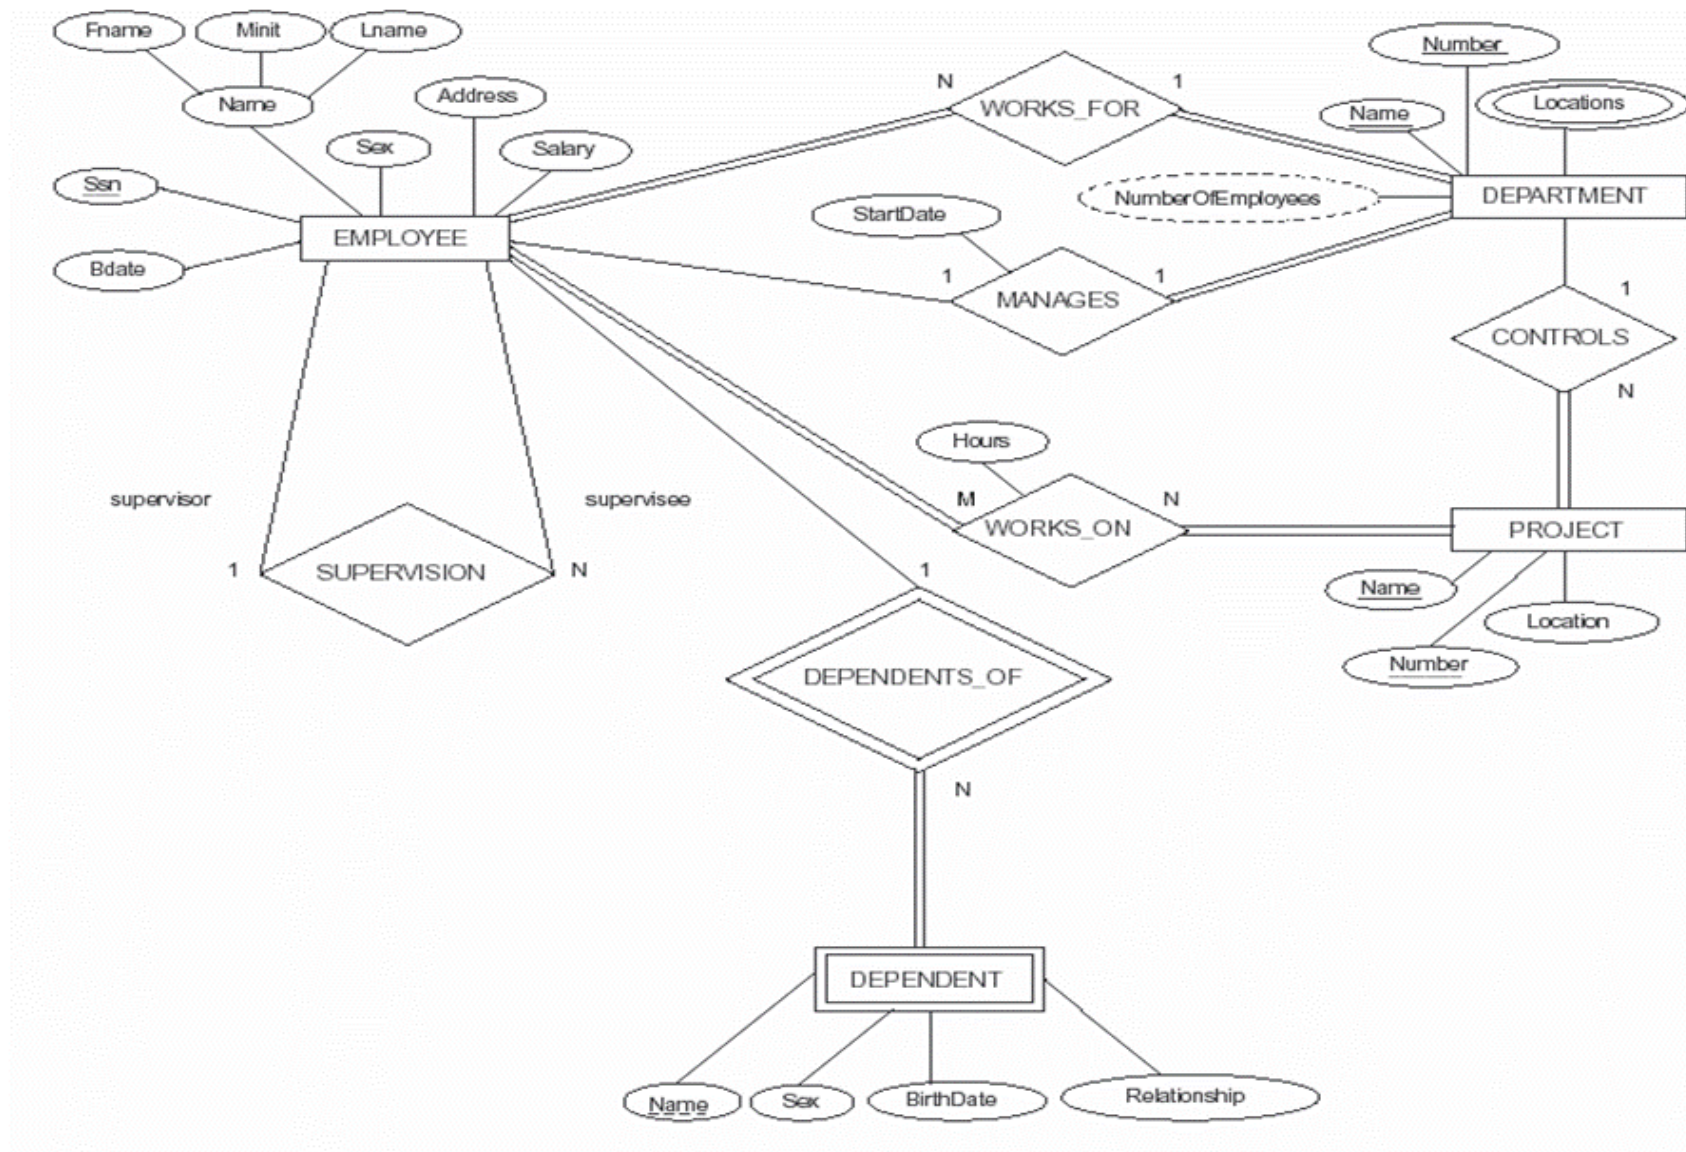 Fname
Minit
Lname
Name
Address
Sex
Salary
Ssn
Bdate
EMPLOYEE
N
WORKS_FOR
1
Number
Name
Locations
NumberOfEmployees
DEPARTMENT
StartDate
1
MANAGES
1
1
CONTROLS
N
supervisor
supervisee
1
SUPERVISION
N
Hours
M
WORKS_ON
N
PROJECT
Name
Location
Number
1
DEPENDENTS_OF
N
DEPENDENT
Name
Sex
BirthDate
Relationship